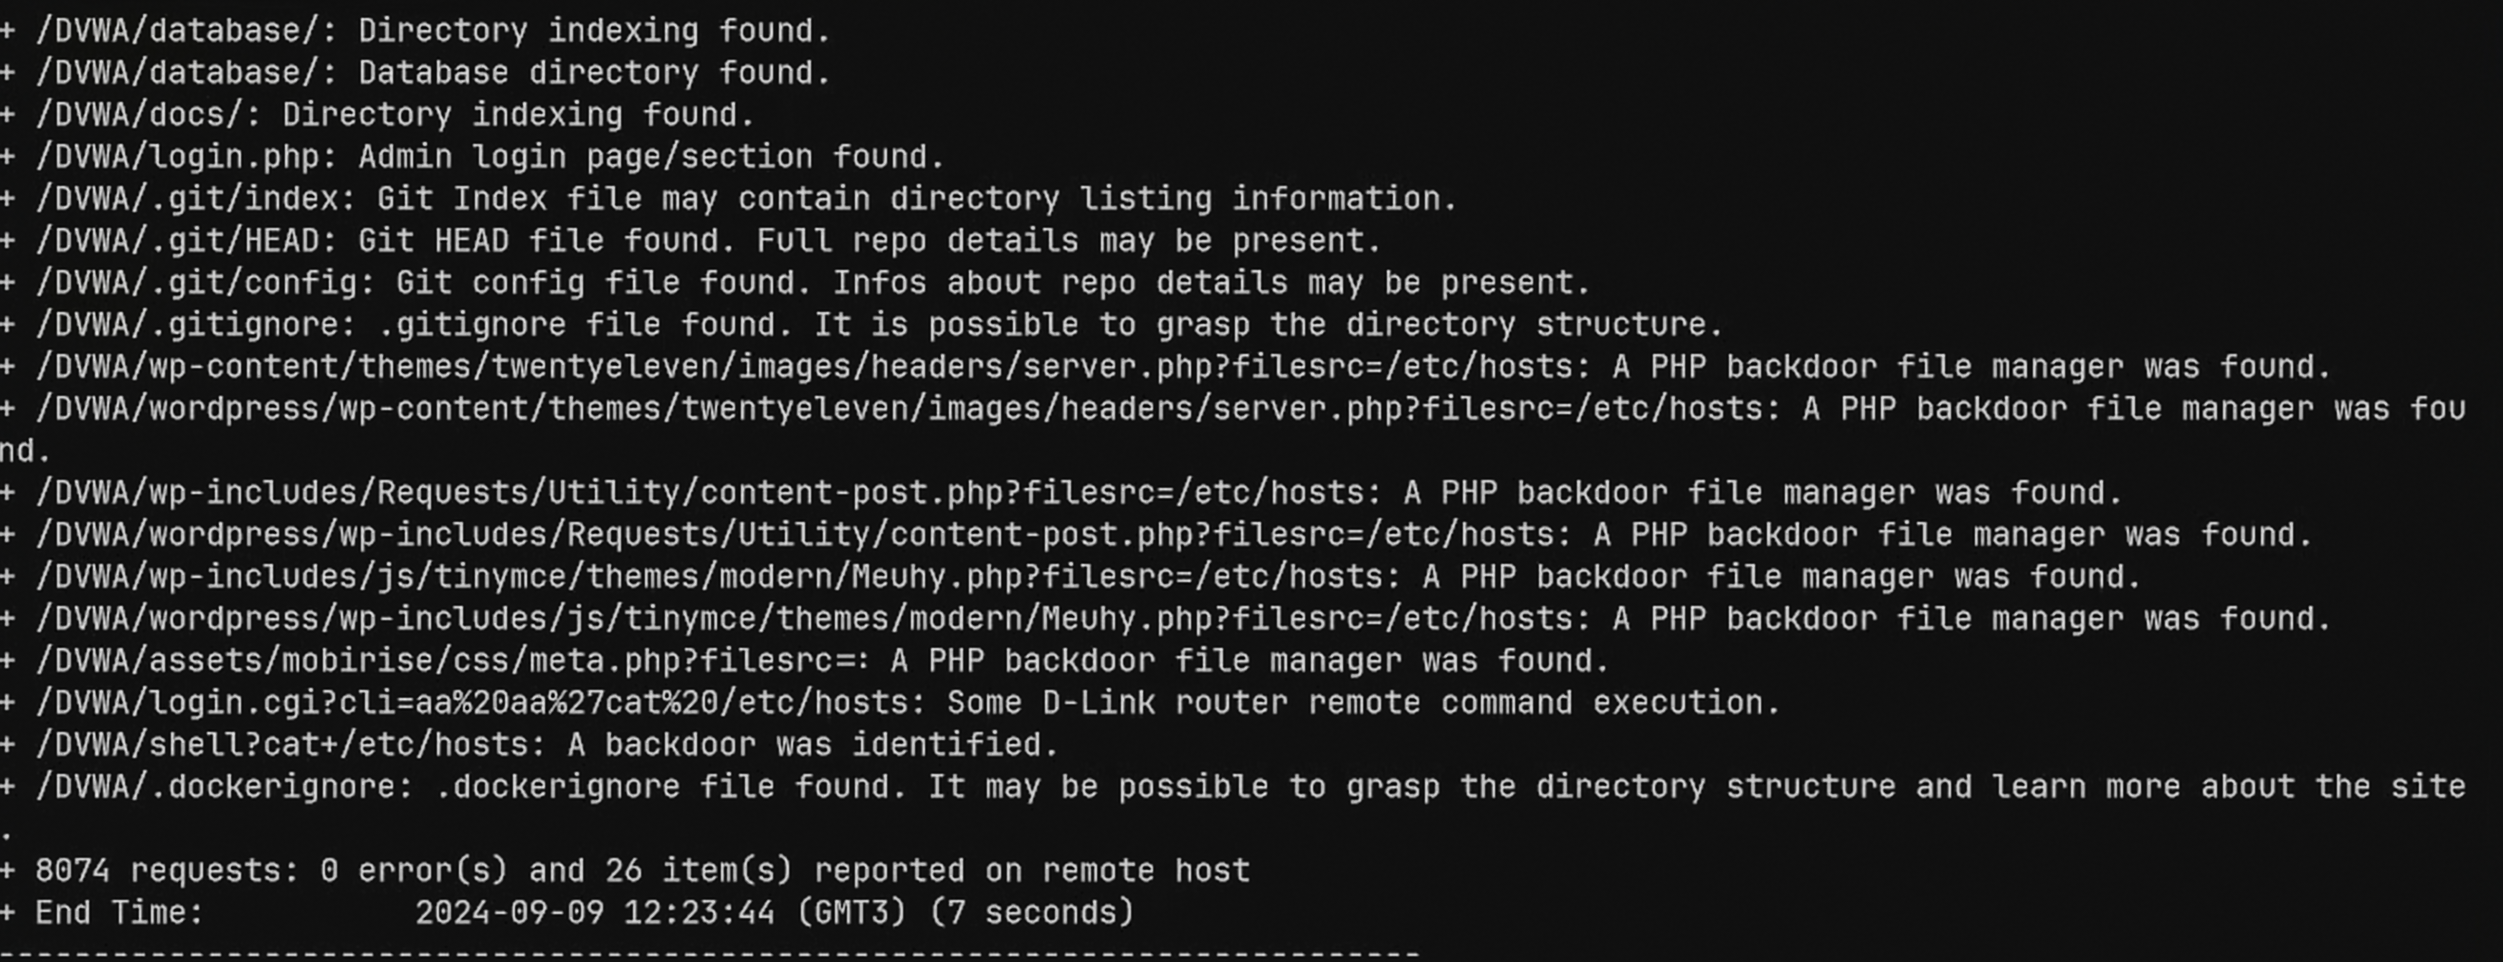 + /DVWA/database/: Directory indexing found.
+ /DVWA/database/: Database directory found.
+ /DVWA/docs/: Directory indexing found.
+ /DVWA/login.php: Admin login page/section found.
+ /DVWA/.git/index: Git Index file may contain directory listing information.
+ /DVWA/.git/HEAD: Git HEAD file found. Full repo details may be present.
+ /DVWA/.git/config: Git config file found. Infos about repo details may be present.
+ /DVWA/.gitignore: .gitignore file found. It is possible to grasp the directory structure.
+ /DVWA/wp-content/themes/twentyeleven/images/headers/server.php?filesrc=/etc/hosts: A PHP backdoor file manager was found.
+ /DVWA/wordpress/wp-content/themes/twentyeleven/images/headers/server.php?filesrc=/etc/hosts: A PHP backdoor file manager was fou
nd.
+ /DVWA/wp-includes/Requests/Utility/content-post.php?filesrc=/etc/hosts: A PHP backdoor file manager was found.
+ /DVWA/wordpress/wp-includes/Requests/Utility/content-post.php?filesrc=/etc/hosts: A PHP backdoor file manager was found.
+ /DVWA/wp-includes/js/tinymce/themes/modern/Meuhy.php?filesrc=/etc/hosts: A PHP backdoor file manager was found.
+ /DVWA/wordpress/wp-includes/js/tinymce/themes/modern/Meuhy.php?filesrc=/etc/hosts: A PHP backdoor file manager was found.
+ /DVWA/assets/mobirise/css/meta.php?filesrc=: A PHP backdoor file manager was found.
+ /DVWA/login.cgi?cli=aa%20aa%27cat%20/etc/hosts: Some D-Link router remote command execution.
+ /DVWA/shell?cat+/etc/hosts: A backdoor was identified.
+ /DVWA/.dockerignore: .dockerignore file found. It may be possible to grasp the directory structure and learn more about the site
.
+ 8074 requests: 0 error(s) and 26 item(s) reported on remote host
+ End Time:           2024-09-09 12:23:44 (GMT3) (7 seconds)
---------------------------------------------------------------------------